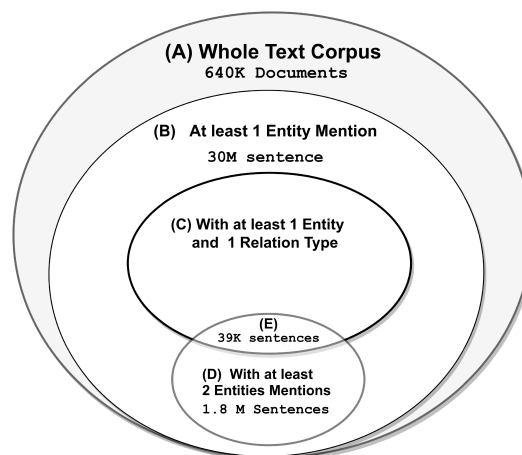 (A) Whole Text Corpus
640K Documents
(B) At least 1 Entity Mention
30M sentence
(C) With at least 1 Entity
and 1 Relation Type
(E)
39K sentences
(D) With at least
2 Entities Mentions
1.8 M Sentences